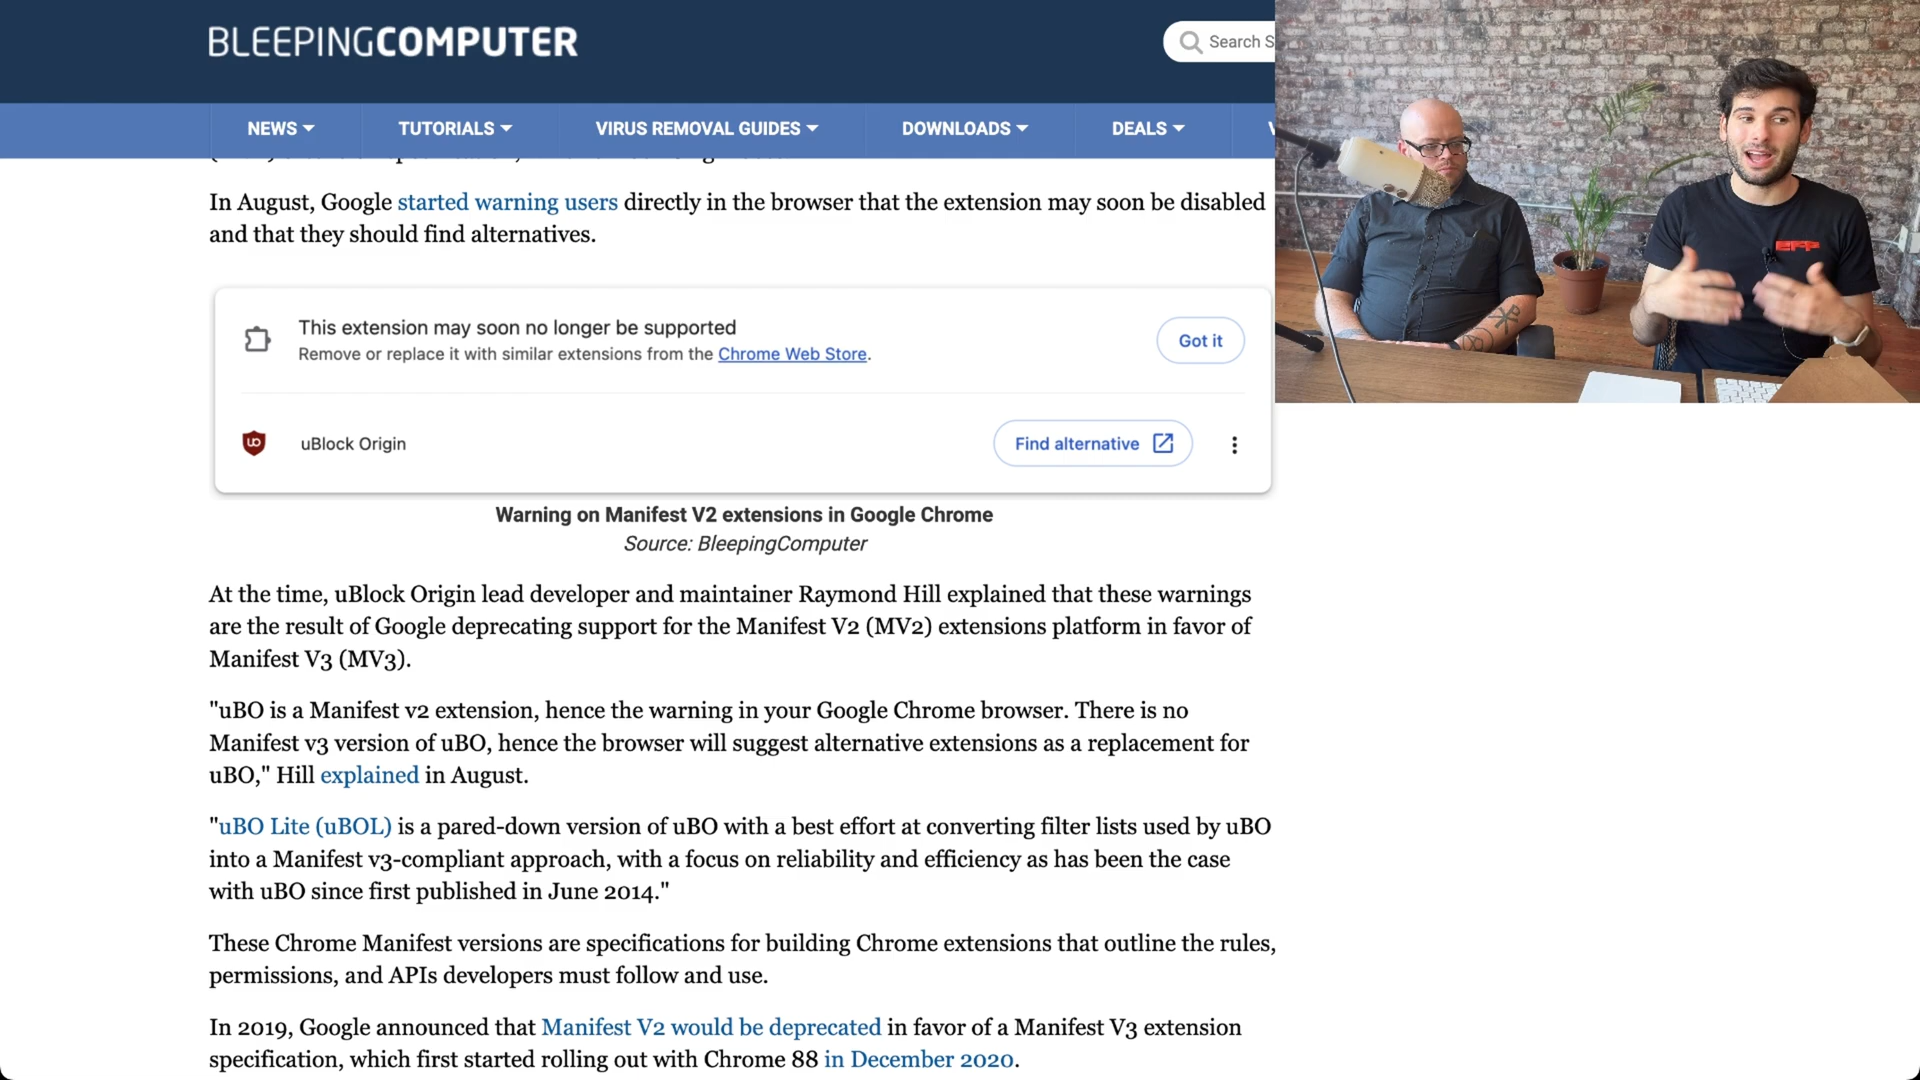 BLEEPINGCOMPUTER
Search S
NEWS
TUTORIALS
VIRUS REMOVAL GUIDES
DOWNLOADS
DEALS
In August, Google started warning users directly in the browser that the extension may soon be disabled
and that they should find alternatives.
This extension may soon no longer be supported
Remove or replace it with similar extensions from the Chrome Web Store.
Got it
uBlock Origin
Find alternative
Warning on Manifest V2 extensions in Google Chrome
Source: BleepingComputer
At the time, uBlock Origin lead developer and maintainer Raymond Hill explained that these warnings
are the result of Google deprecating support for the Manifest V2 (MV2) extensions platform in favor of
Manifest V3 (MV3).
"uBO is a Manifest v2 extension, hence the warning in your Google Chrome browser. There is no
Manifest v3 version of uBO, hence the browser will suggest alternative extensions as a replacement for
uBO," Hill explained in August.
"uBO Lite (uBOL) is a pared-down version of uBO with a best effort at converting filter lists used by uBO
into a Manifest v3-compliant approach, with a focus on reliability and efficiency as has been the case
with uBO since first published in June 2014."
These Chrome Manifest versions are specifications for building Chrome extensions that outline the rules,
permissions, and APIs developers must follow and use.
In 2019, Google announced that Manifest V2 would be deprecated in favor of a Manifest V3 extension
specification, which first started rolling out with Chrome 88 in December 2020.